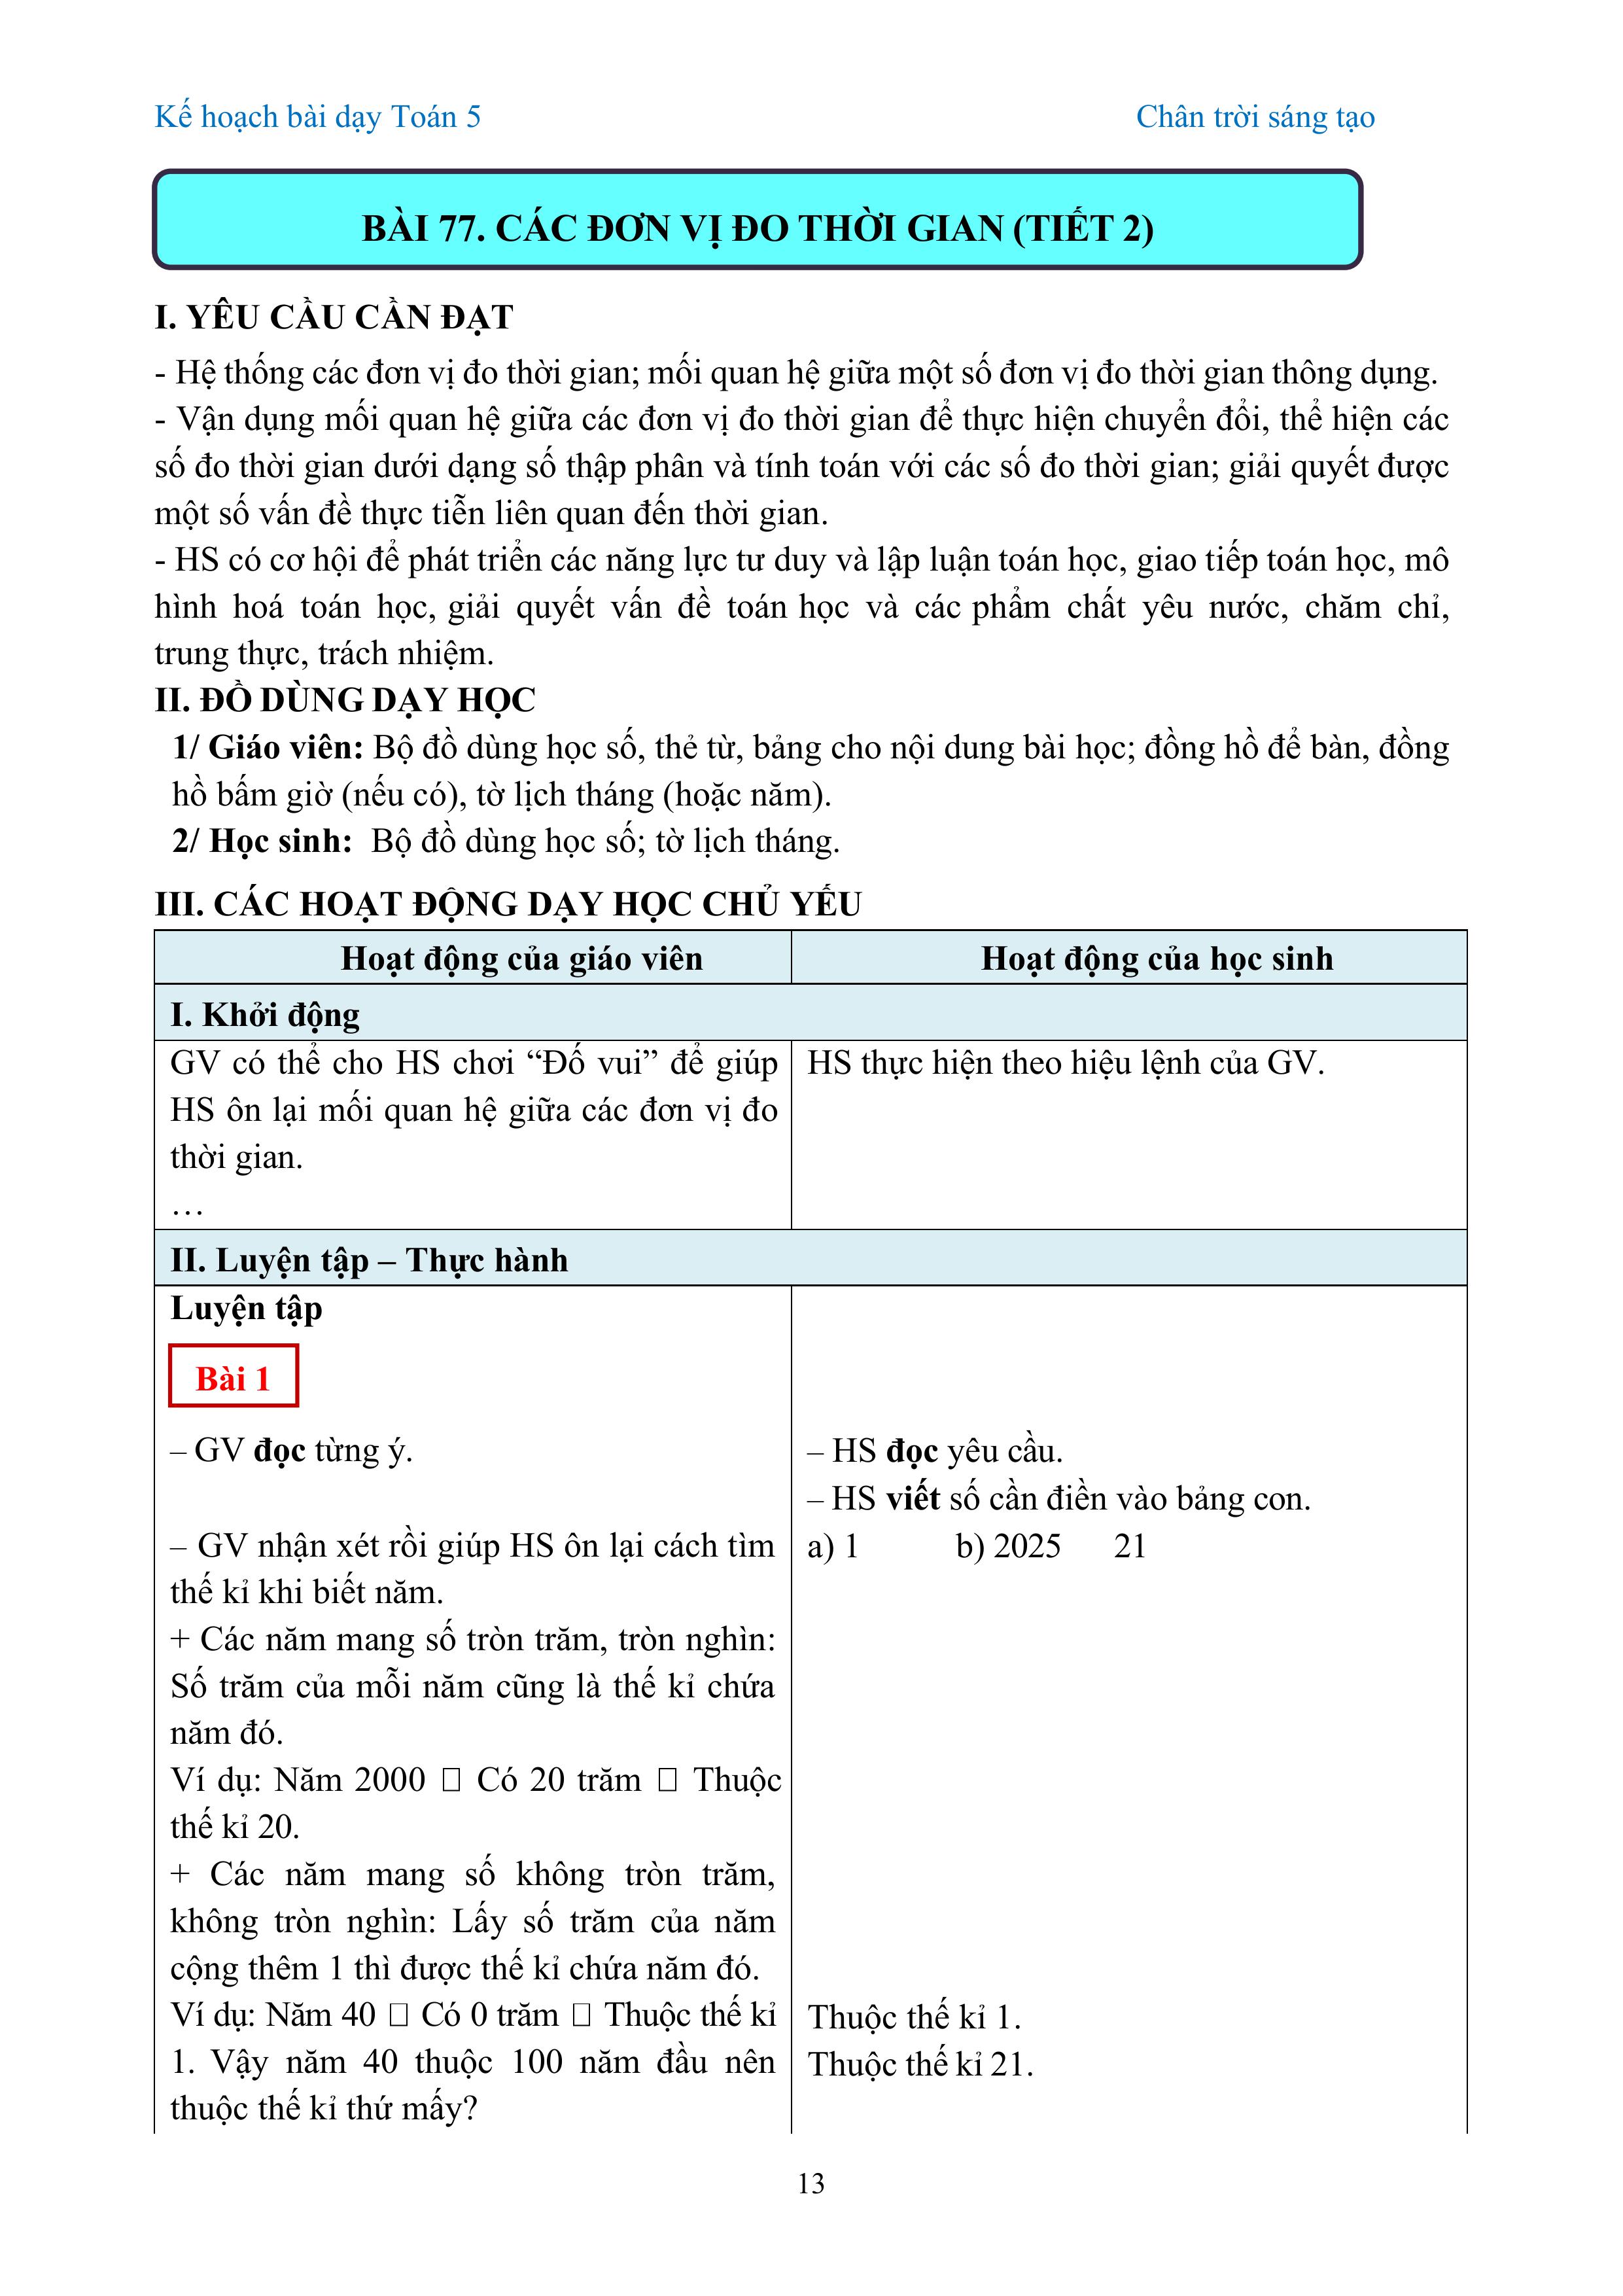 Kế hoạch bài dạy Toán 5 Chân trời sáng tạo
BÀI 77. CÁC ĐƠN VỊ ĐO THỜI GIAN (TIẾT 2)
I. YÊU CẦU CẦN ĐẠT
- Hệ thống các đơn vị đo thời gian; mối quan hệ giữa một số đơn vị đo thời gian thông dụng.
- Vận dụng mối quan hệ giữa các đơn vị đo thời gian để thực hiện chuyển đổi, thể hiện các
số đo thời gian dưới dạng số thập phân và tính toán với các số đo thời gian; giải quyết được
một số vấn đề thực tiễn liên quan đến thời gian.
- HS có cơ hội để phát triển các năng lực tư duy và lập luận toán học, giao tiếp toán học, mô
hình hoá toán học, giải quyết vấn đề toán học và các phẩm chất yêu nước, chăm chỉ,
trung thực, trách nhiệm.
II. ĐỒ DÙNG DẠY HỌC
1/ Giáo viên: Bộ đồ dùng học số, thẻ từ, bảng cho nội dung bài học; đồng hồ để bàn, đồng
hồ bấm giờ (nếu có), tờ lịch tháng (hoặc năm).
2/ Học sinh: Bộ đồ dùng học số; tờ lịch tháng.
III. CÁC HOẠT ĐỘNG DẠY HỌC CHỦ YẾU
Hoạt động của giáo viên
Hoạt động của học sinh
I. Khởi động
GV có thể cho HS chơi “Đố vui” để giúp
HS ôn lại mối quan hệ giữa các đơn vị đo
thời gian.
…
HS thực hiện theo hiệu lệnh của GV.
II. Luyện tập – Thực hành
Luyện tập
Bài 1
– GV đọc từng ý.
– GV nhận xét rồi giúp HS ôn lại cách tìm
thế kỉ khi biết năm.
+ Các năm mang số tròn trăm, tròn nghìn:
Số trăm của mỗi năm cũng là thế kỉ chứa
năm đó.
Ví dụ: Năm 2000 □ Có 20 trăm □ Thuộc
thế kỉ 20.
+ Các năm mang số không tròn trăm,
không tròn nghìn: Lấy số trăm của năm
cộng thêm 1 thì được thế kỉ chứa năm đó.
Ví dụ: Năm 40 □ Có 0 trăm □ Thuộc thế kỉ
1. Vậy năm 40 thuộc 100 năm đầu nên
thuộc thế kỉ thứ mấy?
– HS đọc yêu cầu.
– HS viết số cần điền vào bảng con.
a) 1 b) 2025 21
Thuộc thế kỉ 1.
Thuộc thế kỉ 21.
13